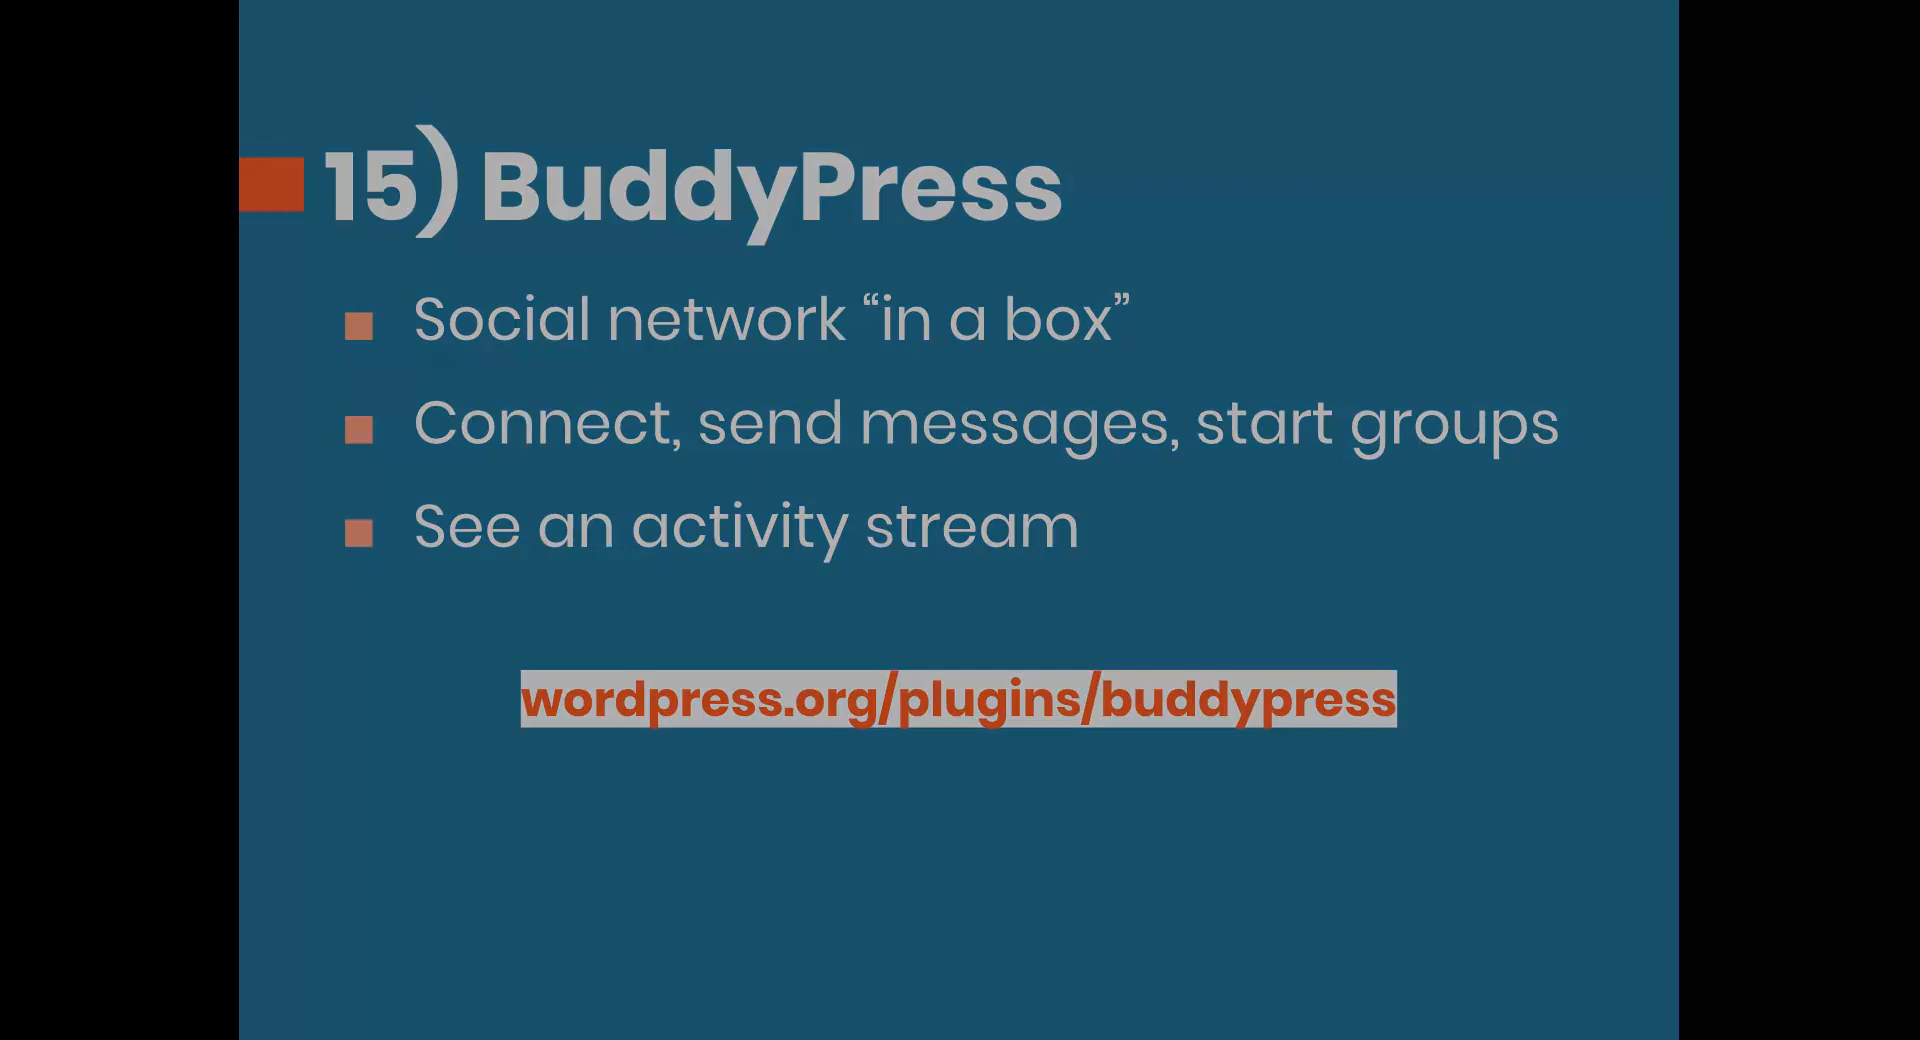 15) BuddyPress
Social network “in a box”
Connect, send messages, start groups
See an activity stream
wordpress.org/plugins/buddypress